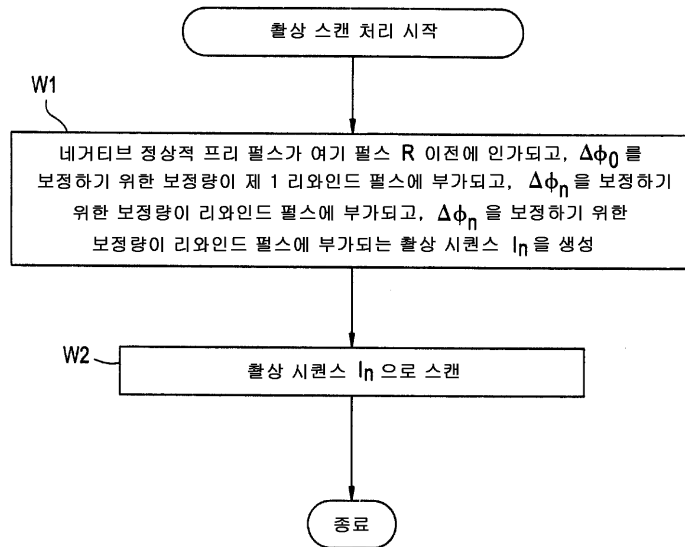 촬상 스캔 처리 시작
W1
네거티브 정상적 프리 펄스가 여기 펄스 R 이전에 인가되고, Δϕ₀ 를
보정하기 위한 보정량이 제 1 리와인드 펄스에 부가되고, Δϕₙ 을 보정하기
위한 보정량이 리와인드 펄스에 부가되고, Δϕₙ 을 보정하기 위한
보정량이 리와인드 펄스에 부가되는 촬상 시퀀스 Iₙ 을 생성
W2
촬상 시퀀스 Iₙ 으로 스캔
종료